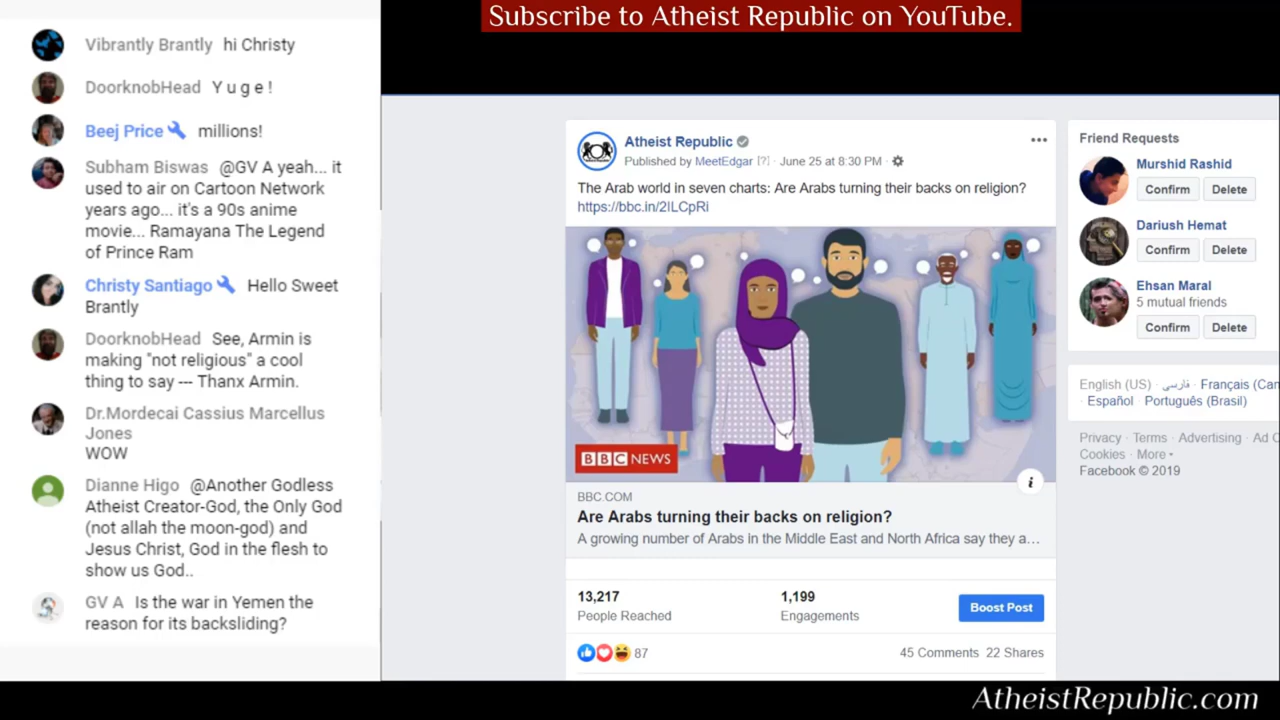 Subscribe to Atheist Republic on YouTube.
Vibrantly Brantly hi Christy
DoorknobHead Y u g e !
Beej Price millions!
Subham Biswas @GV A yeah... it
used to air on Cartoon Network
years ago... it's a 90s anime
movie... Ramayana The Legend
of Prince Ram
Christy Santiago Hello Sweet
Brantly
DoorknobHead See, Armin is
making "not religious" a cool
thing to say --- Thanx Armin.
Dr.Mordecai Cassius Marcellus
Jones
WOW
Dianne Higo @Another Godless
Atheist Creator-God, the Only God
(not allah the moon-god) and
Jesus Christ, God in the flesh to
show us God..
GV A Is the war in Yemen the
reason for its backsliding?
Atheist Republic
Published by MeetEdgar [?] · June 25 at 8:30 PM ·
The Arab world in seven charts: Are Arabs turning their backs on religion?
https://bbc.in/2ILCpRi
BBC NEWS
i
BBC.COM
Are Arabs turning their backs on religion?
A growing number of Arabs in the Middle East and North Africa say they a...
13,217 1,199
People Reached Engagements
Boost Post
87 45 Comments 22 Shares
Friend Requests
Murshid Rashid
Confirm Delete
Dariush Hemat
Confirm Delete
Ehsan Maral
5 mutual friends
Confirm Delete
English (US) · فارسی · Français (Can
· Español · Português (Brasil)
Privacy · Terms · Advertising · Ad C
Cookies · More
Facebook © 2019
AtheistRepublic.com